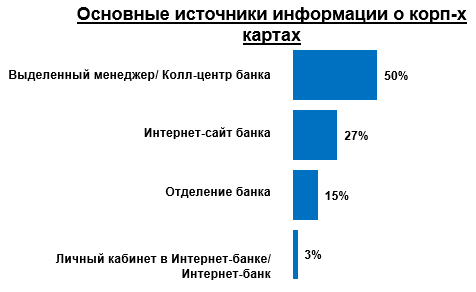 Основные источники информации о корп-х
картах
Выделенный менеджер/ Колл-центр банка
50%
Интернет-сайт банка
27%
Отделение банка
15%
Личный кабинет в Интернет-банке/
Интернет-банк
3%